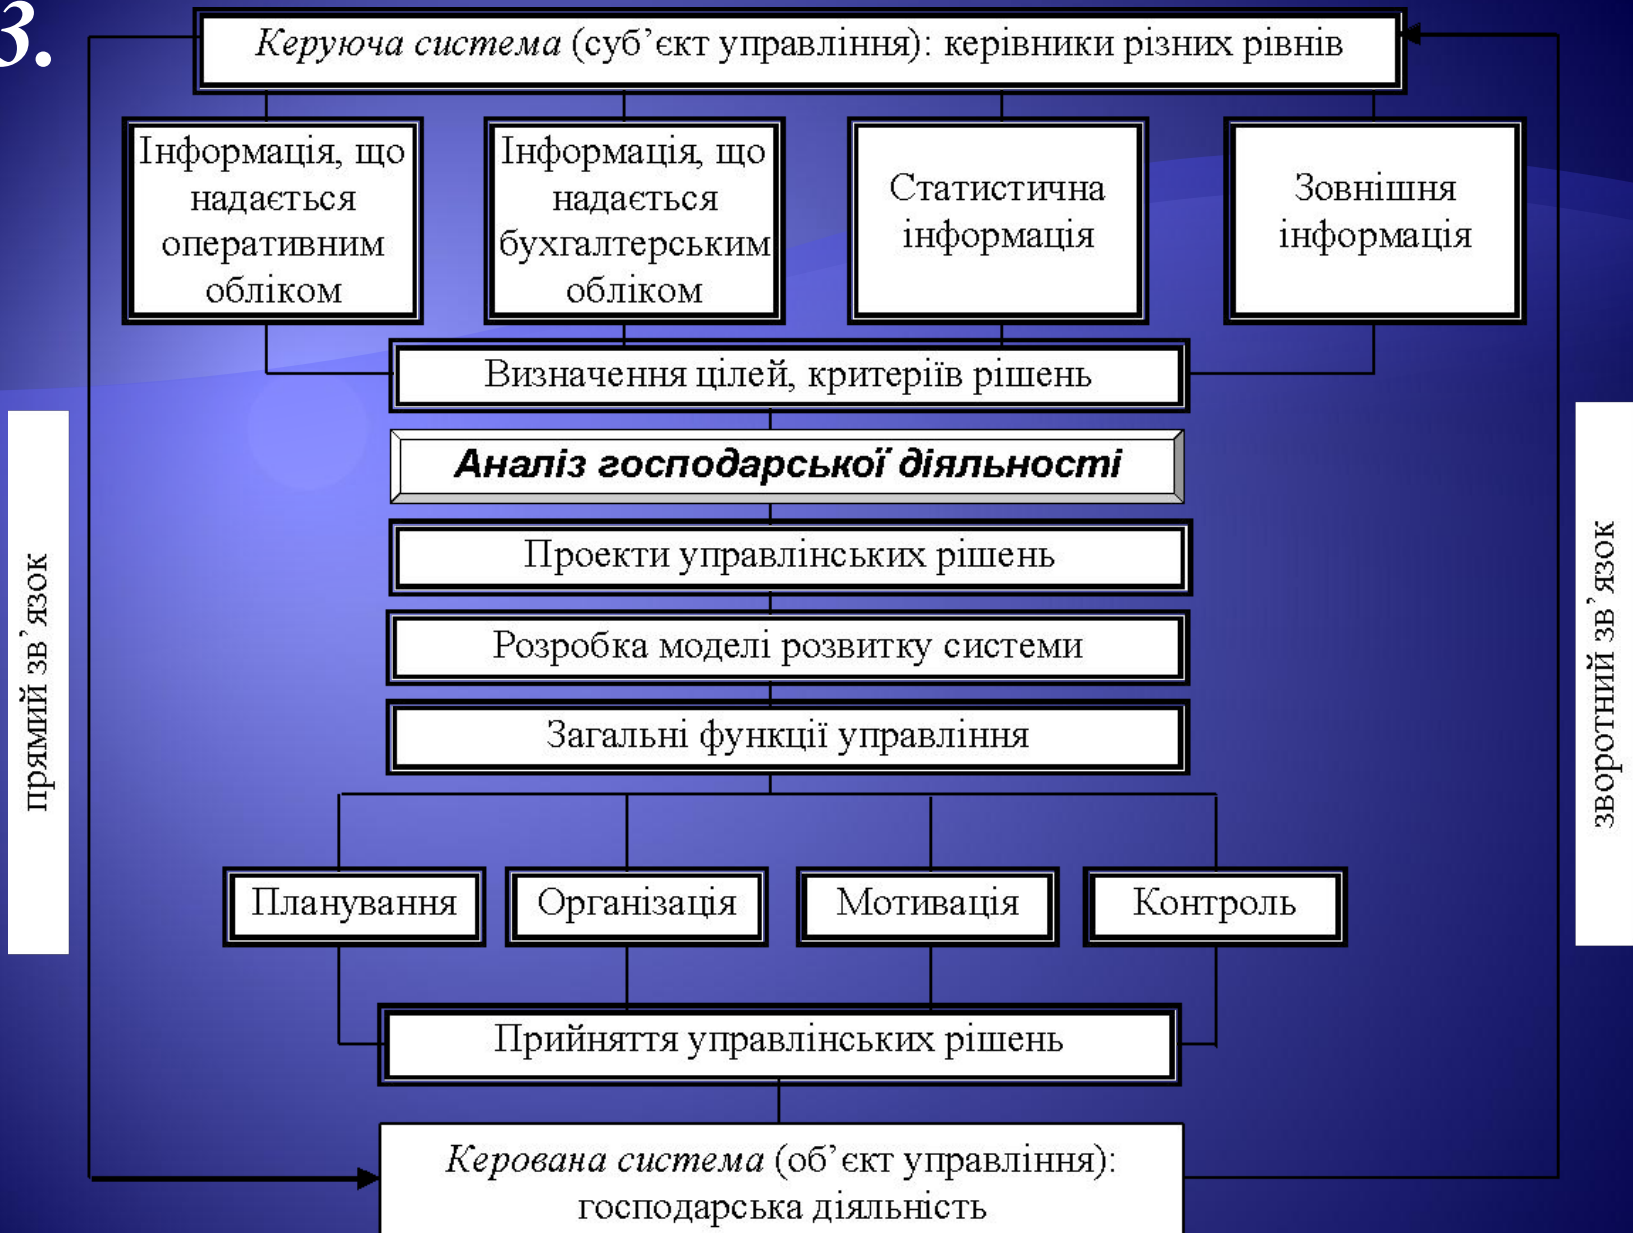 3.
Керуюча система (суб’єкт управління): керівники різних рівнів
Інформація, що
надається
оперативним
обліком
Інформація, що
надається
бухгалтерським
обліком
Статистична
інформація
Зовнішня
інформація
Визначення цілей, критеріїв рішень
Аналіз господарської діяльності
Проекти управлінських рішень
Розробка моделі розвитку системи
Загальні функції управління
прямий зв’язок
зворотний зв’язок
Планування
Організація
Мотивація
Контроль
Прийняття управлінських рішень
Керована система (об’єкт управління):
господарська діяльність